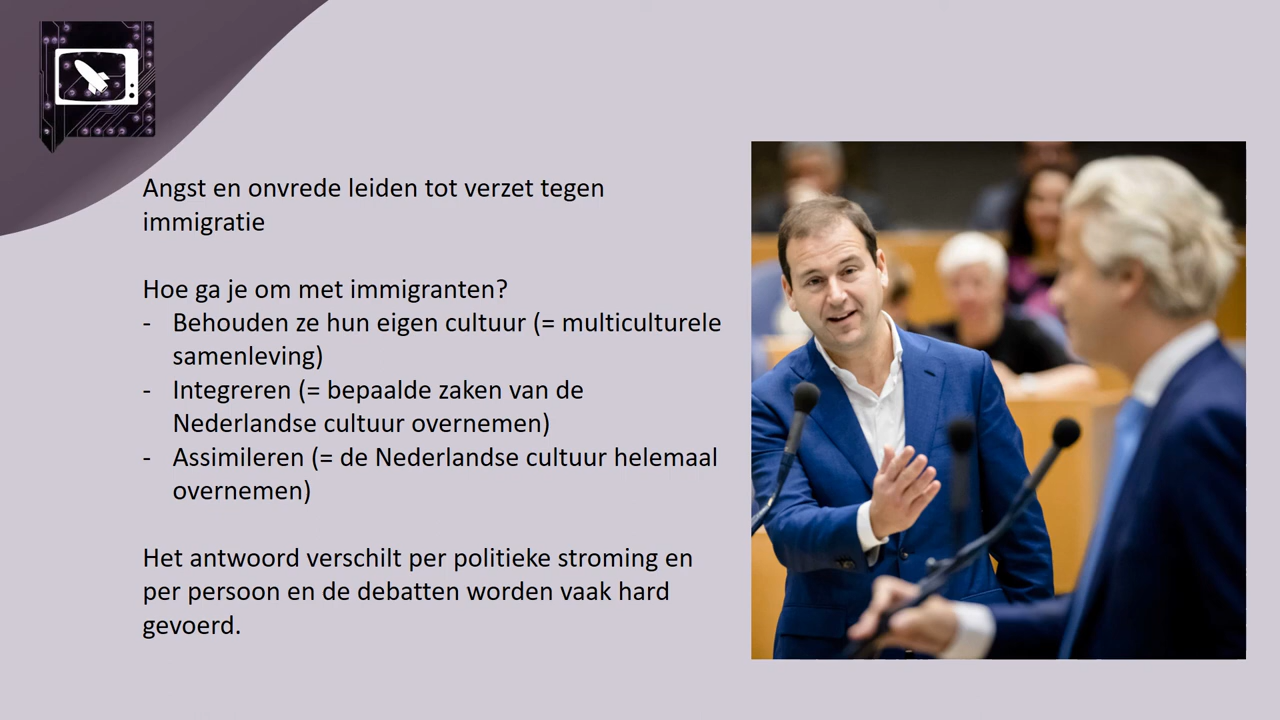 Angst en onvrede leiden tot verzet tegen
immigratie
Hoe ga je om met immigranten?
- Behouden ze hun eigen cultuur (= multiculturele
samenleving)
- Integreren (= bepaalde zaken van de
Nederlandse cultuur overnemen)
- Assimileren (= de Nederlandse cultuur helemaal
overnemen)
Het antwoord verschilt per politieke stroming en
per persoon en de debatten worden vaak hard
gevoerd.